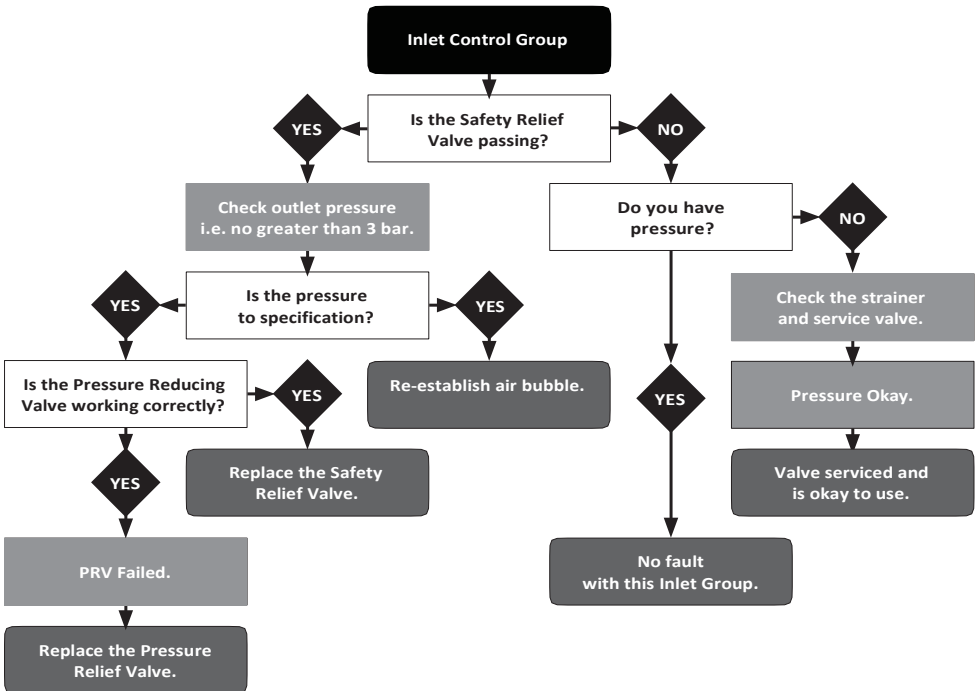 Inlet Control Group
Is the Safety Relief
Valve passing?
YES
NO
Check outlet pressure
i.e. no greater than 3 bar.
Do you have
pressure?
NO
Is the pressure
to specification?
YES
YES
Check the strainer
and service valve.
Is the Pressure Reducing
Valve working correctly?
YES
Re-establish air bubble.
YES
Pressure Okay.
YES
Replace the Safety
Relief Valve.
Valve serviced and
is okay to use.
PRV Failed.
No fault
with this Inlet Group.
Replace the Pressure
Relief Valve.